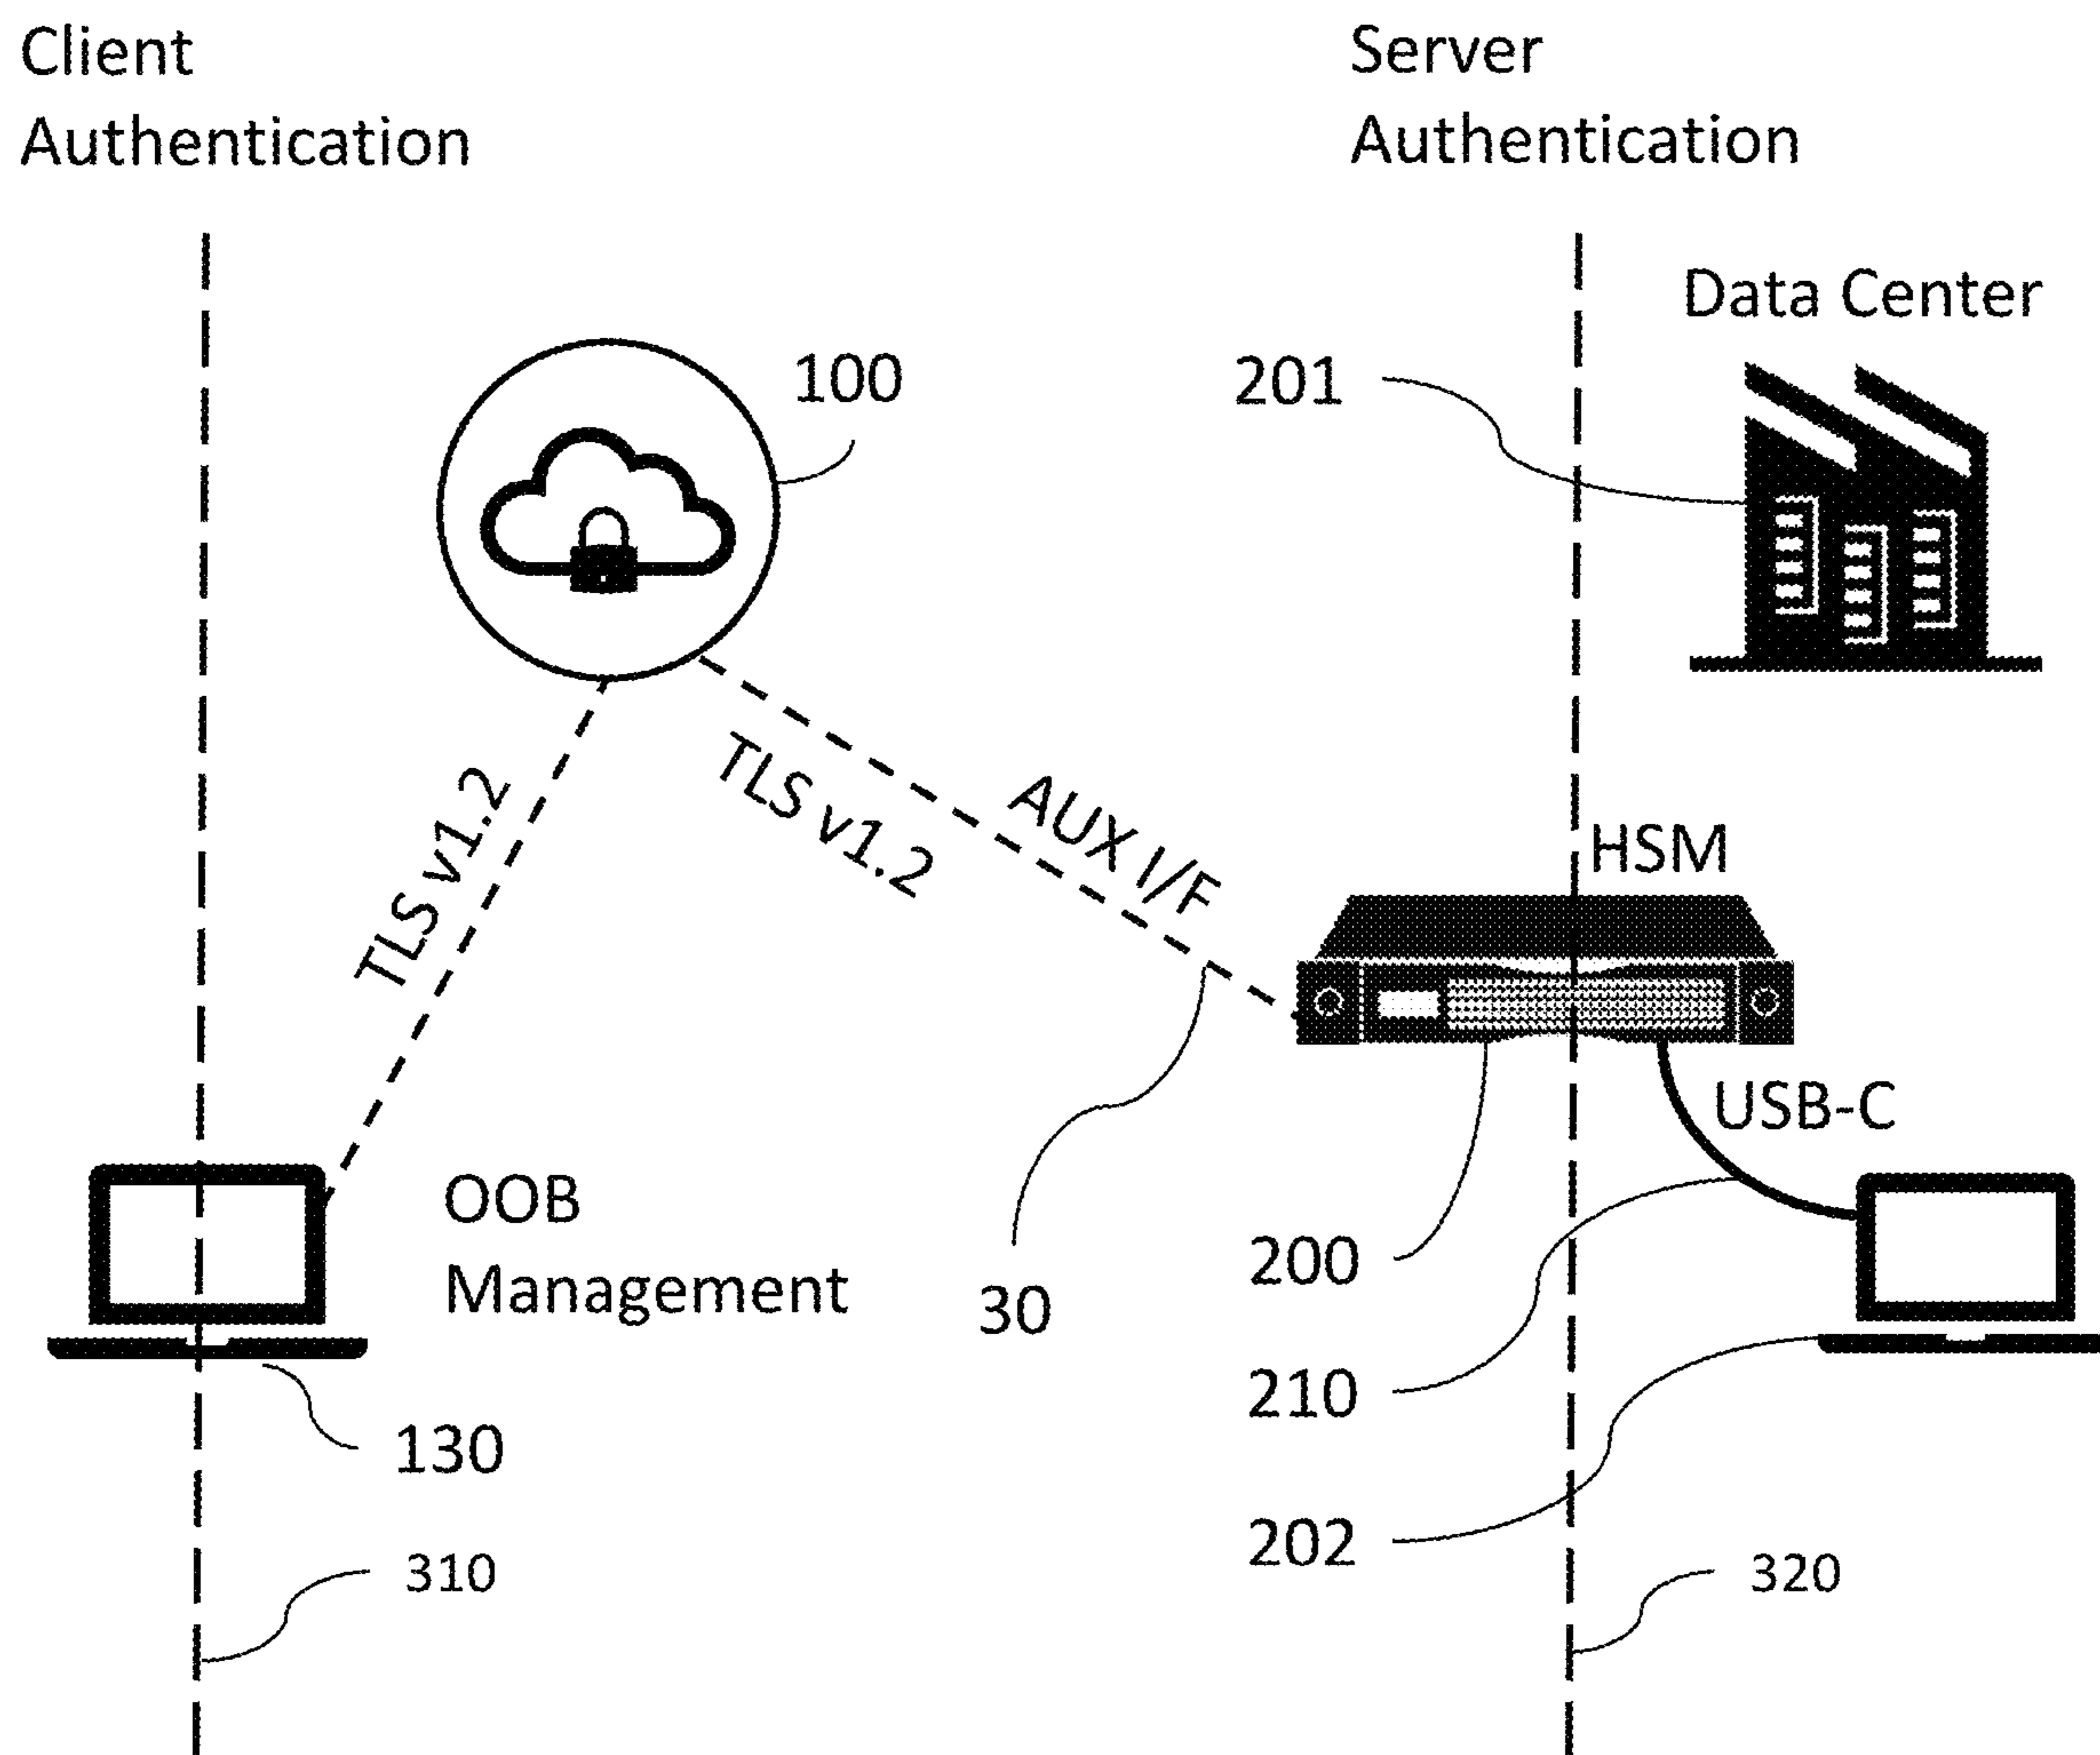 Client
Authentication
Server
Authentication
Data Center
100
201
TLS v1.2
TLS v1.2
AUX I/F
HSM
USB-C
OOB
Management
30
200
210
130
202
310
320